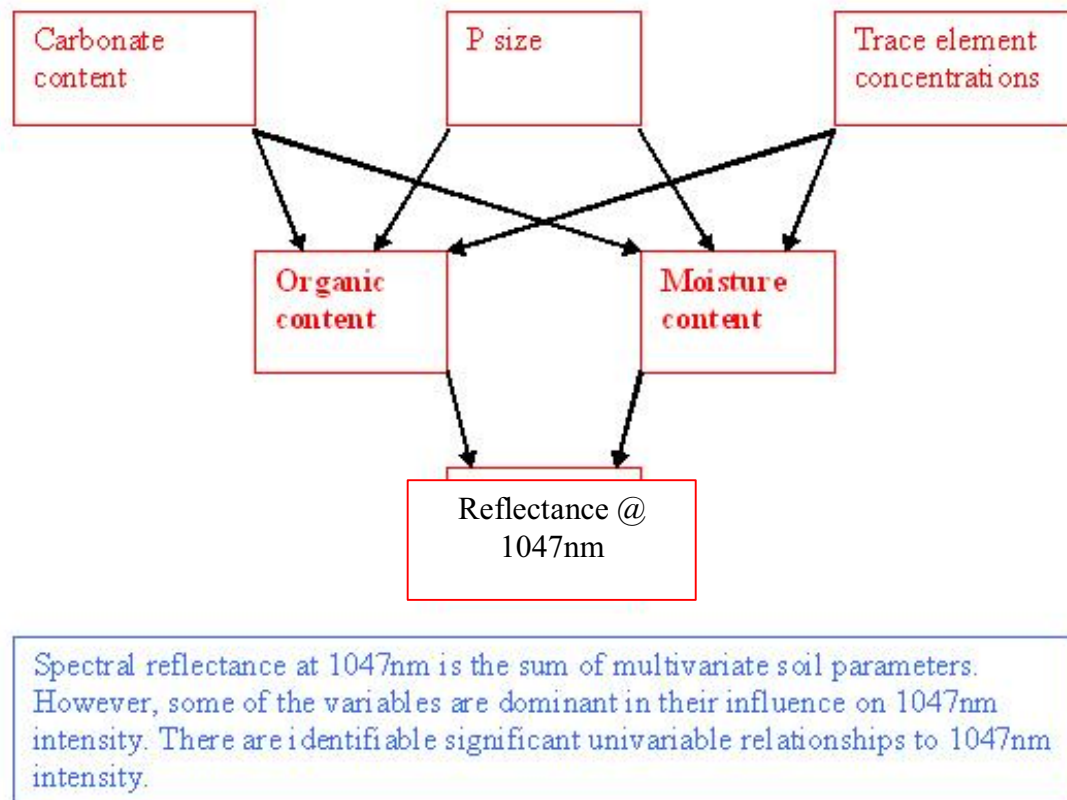 Carbonate
content
P size
Trace element
concentrations
Organic
content
Moisture
content
Reflectance @
1047nm
Spectral reflectance at 1047nm is the sum of multivariate soil parameters.
However, some of the variables are dominant in their influence on 1047nm
intensity. There are identifiable significant univariable relationships to 1047nm
intensity.